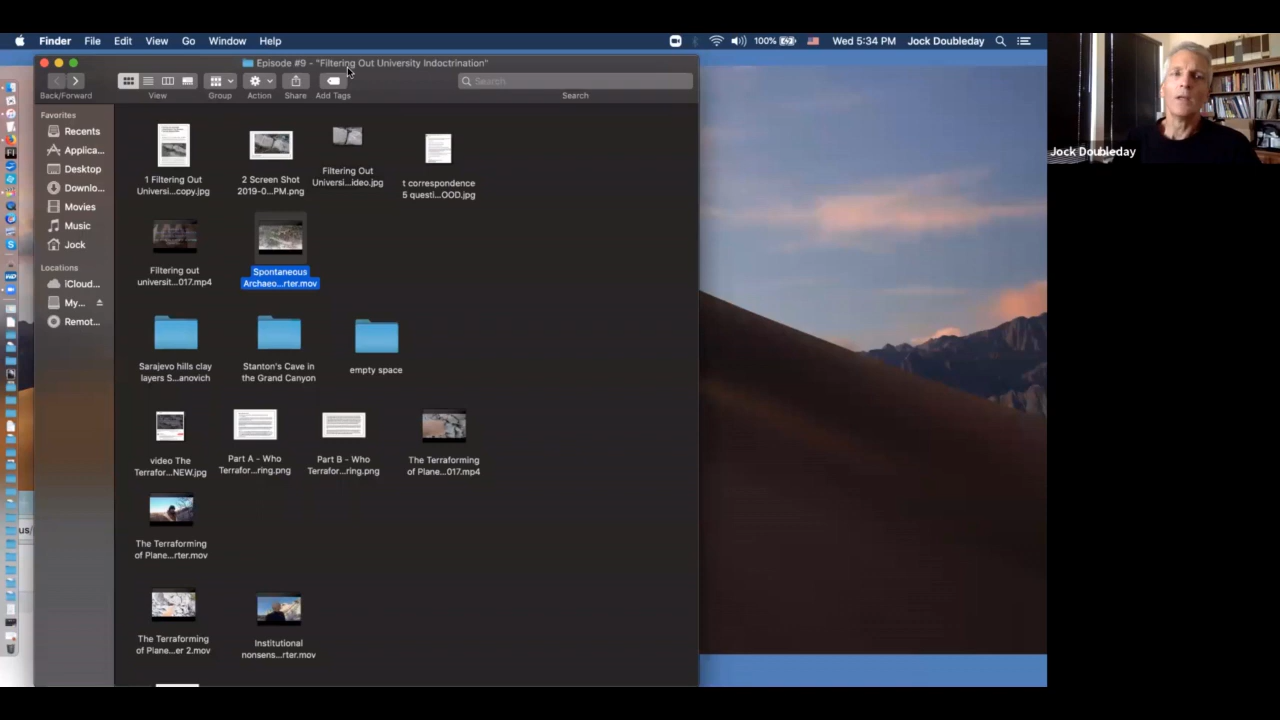 Finder File Edit View Go Window Help
100% Wed 5:34 PM Jock Doubleday
Episode #9 - "Filtering Out University Indoctrination"
Search
Back/Forward View Group Action Share Add Tags Search
Favorites
Recents
Applica...
Desktop
Downlo...
Movies
Music
Jock
Locations
iCloud...
My...
Remot...
1 Filtering Out
Universi...copy.jpg
2 Screen Shot
2019-0...PM.png
Filtering Out
Universi...ideo.jpg
t correspondence
5 questi...OOD.jpg
Filtering out
universit...017.mp4
Spontaneous
Archaeo...rter.mov
Sarajevo hills clay
layers S...anovich
Stanton's Cave in
the Grand Canyon
empty space
video The
Terrafor...NEW.jpg
Part A - Who
Terrafor...ring.png
Part B - Who
Terrafor...ring.png
The Terraforming
of Plane...017.mp4
The Terraforming
of Plane...rter.mov
The Terraforming
of Plane...er 2.mov
Institutional
nonsens...rter.mov
us/
Jock Doubleday